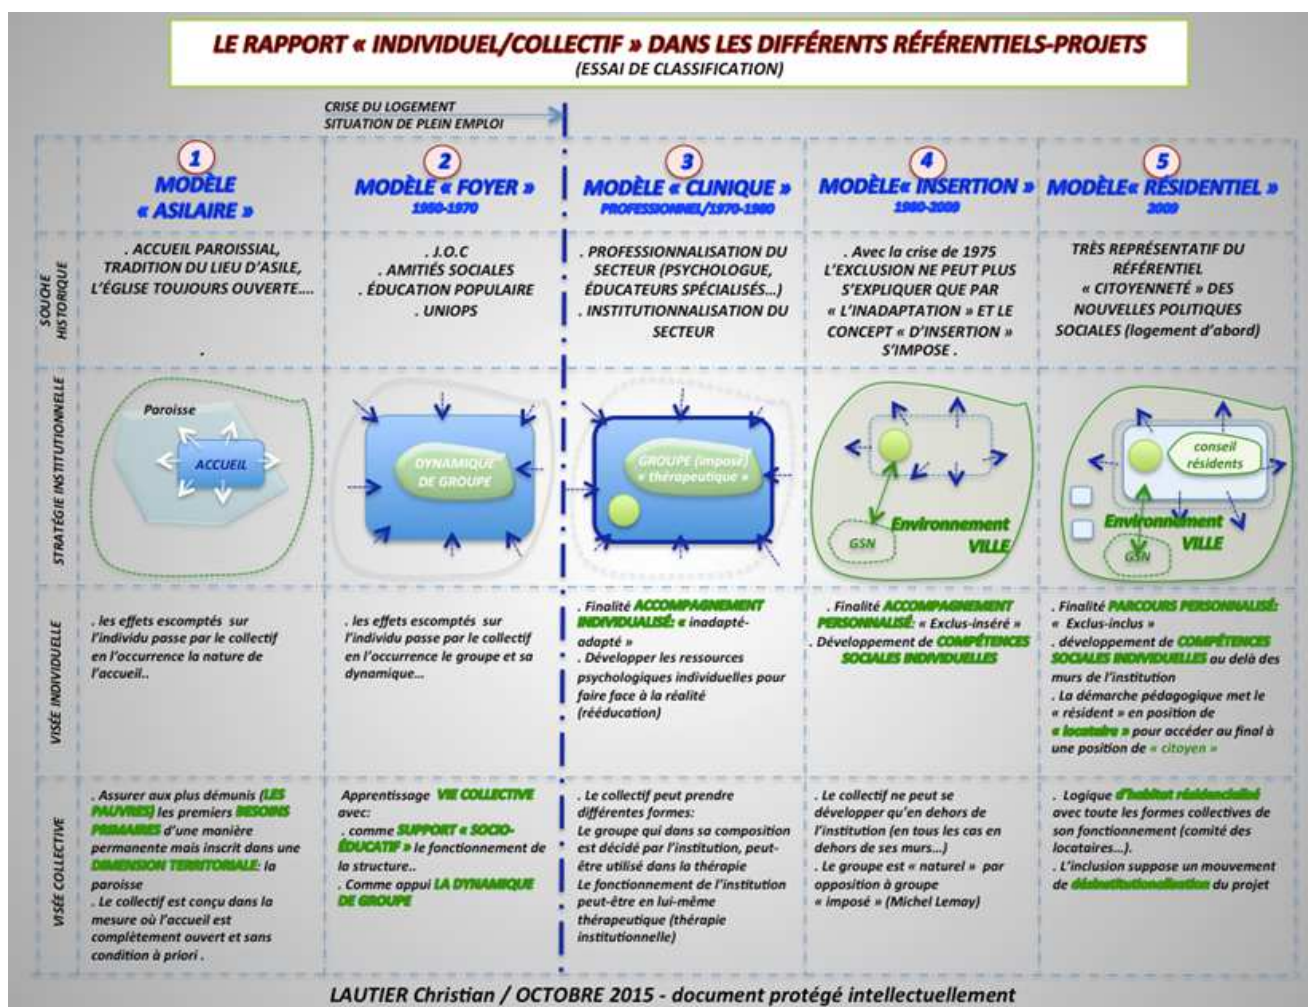 LE RAPPORT « INDIVIDUEL/COLLECTIF » DANS LES DIFFÉRENTS RÉFÉRENTIELS-PROJETS
(ESSAI DE CLASSIFICATION)
CRISE DU LOGEMENT
SITUATION DE PLEIN EMPLOI
1
MODÈLE
« ASILAIRE »
2
MODÈLE « FOYER »
1950-1970
3
MODÈLE « CLINIQUE »
PROFESSIONNEL/1970-1980
4
MODÈLE« INSERTION »
1980-2009
5
MODÈLE« RÉSIDENTIEL »
2009
SOUCHE
HISTORIQUE
. ACCUEIL PAROISSIAL,
TRADITION DU LIEU D'ASILE,
L'ÉGLISE TOUJOURS OUVERTE....
.
. J.O.C
. AMITIÉS SOCIALES
. ÉDUCATION POPULAIRE
. UNIOPS
. PROFESSIONNALISATION DU
SECTEUR (PSYCHOLOGUE,
ÉDUCATEURS SPÉCIALISÉS...)
. INSTITUTIONNALISATION DU
SECTEUR
. Avec la crise de 1975
L'EXCLUSION NE PEUT PLUS
S'EXPLIQUER QUE PAR
« L'INADAPTATION » ET LE
CONCEPT « D'INSERTION »
S'IMPOSE .
TRÈS REPRÉSENTATIF DU
RÉFÉRENTIEL
« CITOYENNETÉ » DES
NOUVELLES POLITIQUES
SOCIALES (logement d'abord)
STRATÉGIE INSTITUTIONNELLE
Paroisse
ACCUEIL
DYNAMIQUE
DE GROUPE
GROUPE (imposé)
« thérapeutique »
Environnement
VILLE
GSN
conseil
résidents
Environnement
VILLE
GSN
VISÉE INDIVIDUELLE
. les effets escomptés sur
l'individu passe par le collectif
en l'occurrence la nature de
l'accueil..
. les effets escomptés sur
l'individu passe par le collectif
en l'occurrence le groupe et sa
dynamique...
. Finalité ACCOMPAGNEMENT
INDIVIDUALISÉ: « inadapté-
adapté »
. Développer les ressources
psychologiques individuelles pour
faire face à la réalité
(rééducation)
. Finalité ACCOMPAGNEMENT
PERSONNALISÉ: « Exclus-inséré »
. Développement de COMPÉTENCES
SOCIALES INDIVIDUELLES
. Finalité PARCOURS PERSONNALISÉ:
« Exclus-inclus »
. développement de COMPÉTENCES
SOCIALES INDIVIDUELLES au delà des
murs de l'institution
. La démarche pédagogique met le
« résident » en position de
« locataire » pour accéder au final à
une position de « citoyen »
VISÉE COLLECTIVE
. Assurer aux plus démunis (LES
PAUVRES) les premiers BESOINS
PRIMAIRES d'une manière
permanente mais inscrit dans une
DIMENSION TERRITORIALE: la
paroisse
. Le collectif est conçu dans la
mesure où l'accueil est
complètement ouvert et sans
condition à priori .
Apprentissage VIE COLLECTIVE
avec:
. comme SUPPORT « SOCIO-
ÉDUCATIF » le fonctionnement de
la structure..
. Comme appui LA DYNAMIQUE
DE GROUPE
. Le collectif peut prendre
différentes formes:
Le groupe qui dans sa composition
est décidé par l'institution, peut-
être utilisé dans la thérapie
Le fonctionnement de l'institution
peut-être en lui-même
thérapeutique (thérapie
institutionnelle)
. Le collectif ne peut se
développer qu'en dehors de
l'institution (en tous les cas en
dehors de ses murs...)
. Le groupe est « naturel » par
opposition à groupe
« imposé » (Michel Lemay)
. Logique d'habitat résidencialisé
avec toute les formes collectives de
son fonctionnement (comité des
locataires...).
. L'inclusion suppose un mouvement
de désinstitutionalisation du projet
LAUTIER Christian / OCTOBRE 2015 - document protégé intellectuellement